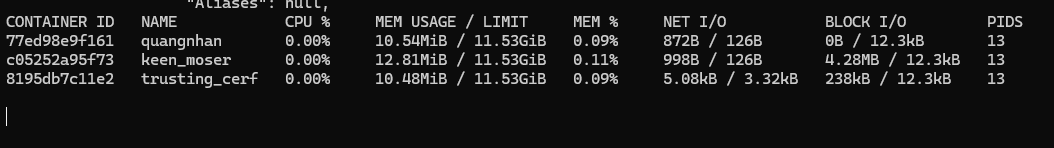 "Aliases": null,
CONTAINER ID   NAME            CPU %     MEM USAGE / LIMIT     MEM %     NET I/O           BLOCK I/O         PIDS
77ed98e9f161   quangnhan       0.00%     10.54MiB / 11.53GiB   0.09%     872B / 126B       0B / 12.3kB       13
c05252a95f73   keen_moser      0.00%     12.81MiB / 11.53GiB   0.11%     998B / 126B       4.28MB / 12.3kB   13
8195db7c11e2   trusting_cerf   0.00%     10.48MiB / 11.53GiB   0.09%     5.08kB / 3.32kB   238kB / 12.3kB    13